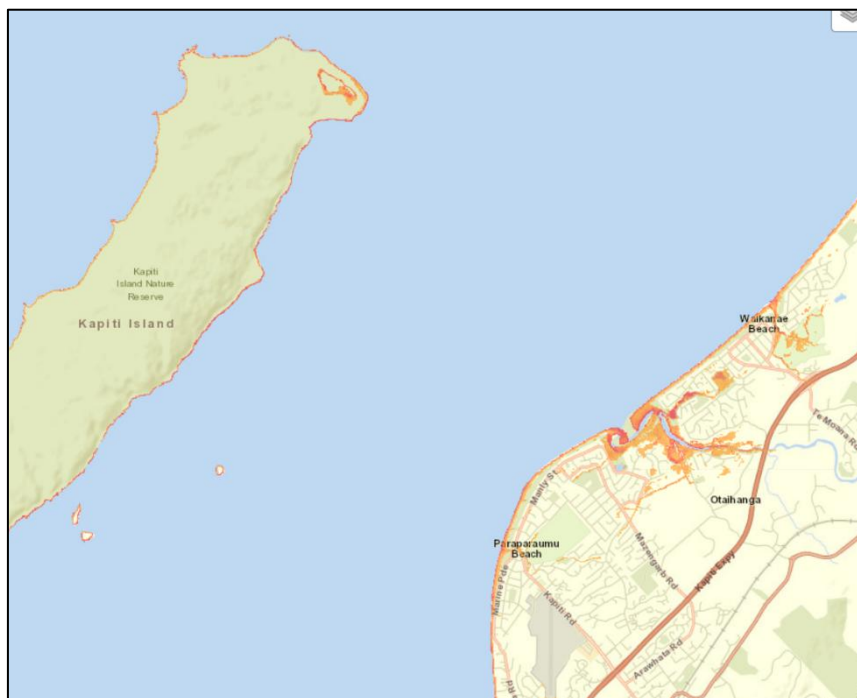 Kapiti
Island Nature
Reserve
Kapiti Island
Waikanae
Beach
Te Moana Rd
Otaihanga
Manly St
Mazengarb Rd
Paraparaumu
Beach
Kapiti Expy
Marine Pde
Kapiti Rd
Arawhata Rd